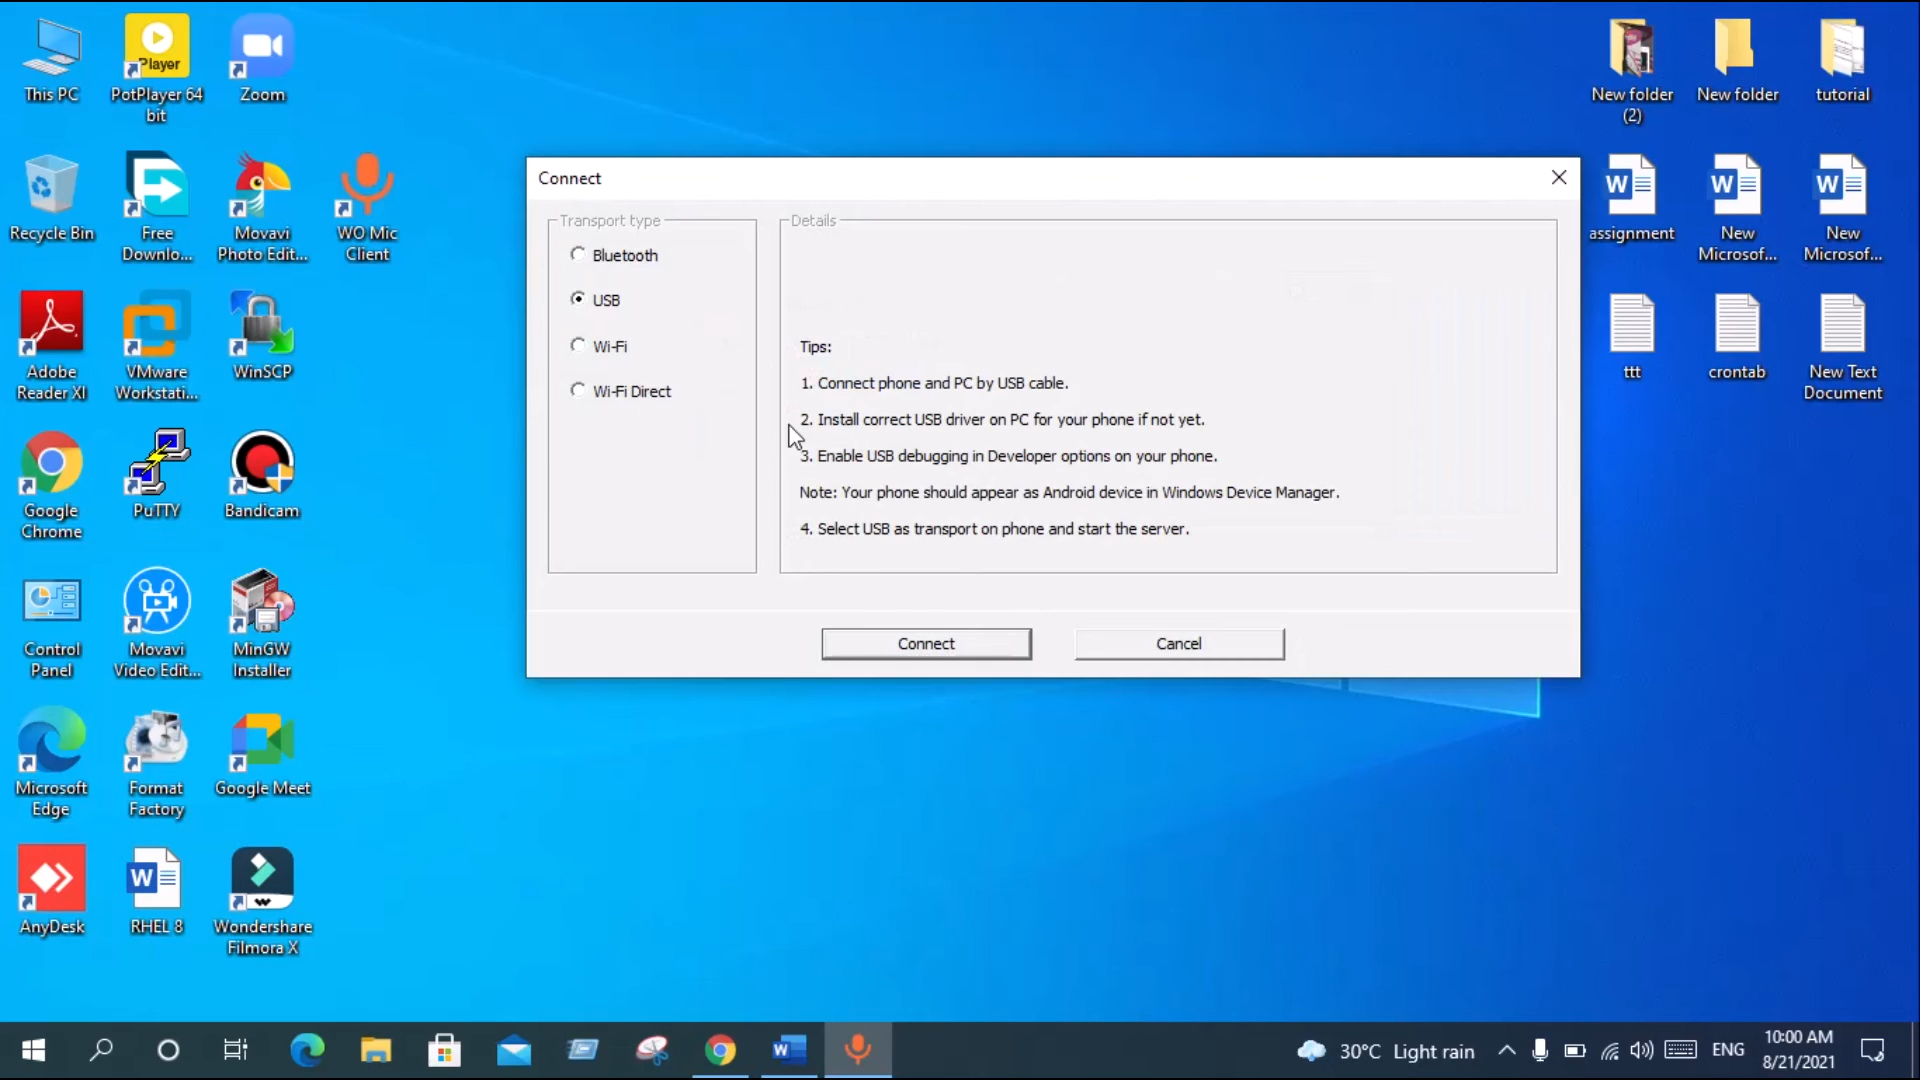 This PC
Player
PotPlayer 64
bit
Zoom
Recycle Bin
Free
Downlo...
Movavi
Photo Edit...
WO Mic
Client
Adobe
Reader XI
VMware
Workstati...
WinSCP
Google
Chrome
PuTTY
Bandicam
Control
Panel
Movavi
Video Edit...
MinGW
Installer
Microsoft
Edge
Format
Factory
Google Meet
AnyDesk
W
RHEL 8
Wondershare
Filmora X
Connect
Transport type
Bluetooth
USB
Wi-Fi
Wi-Fi Direct
Details
Tips:
1. Connect phone and PC by USB cable.
2. Install correct USB driver on PC for your phone if not yet.
3. Enable USB debugging in Developer options on your phone.
Note: Your phone should appear as Android device in Windows Device Manager.
4. Select USB as transport on phone and start the server.
Connect
Cancel
New folder
(2)
New folder
tutorial
W
assignment
W
New
Microsof...
W
New
Microsof...
ttt
crontab
New Text
Document
W
30°C Light rain
ENG
10:00 AM
8/21/2021